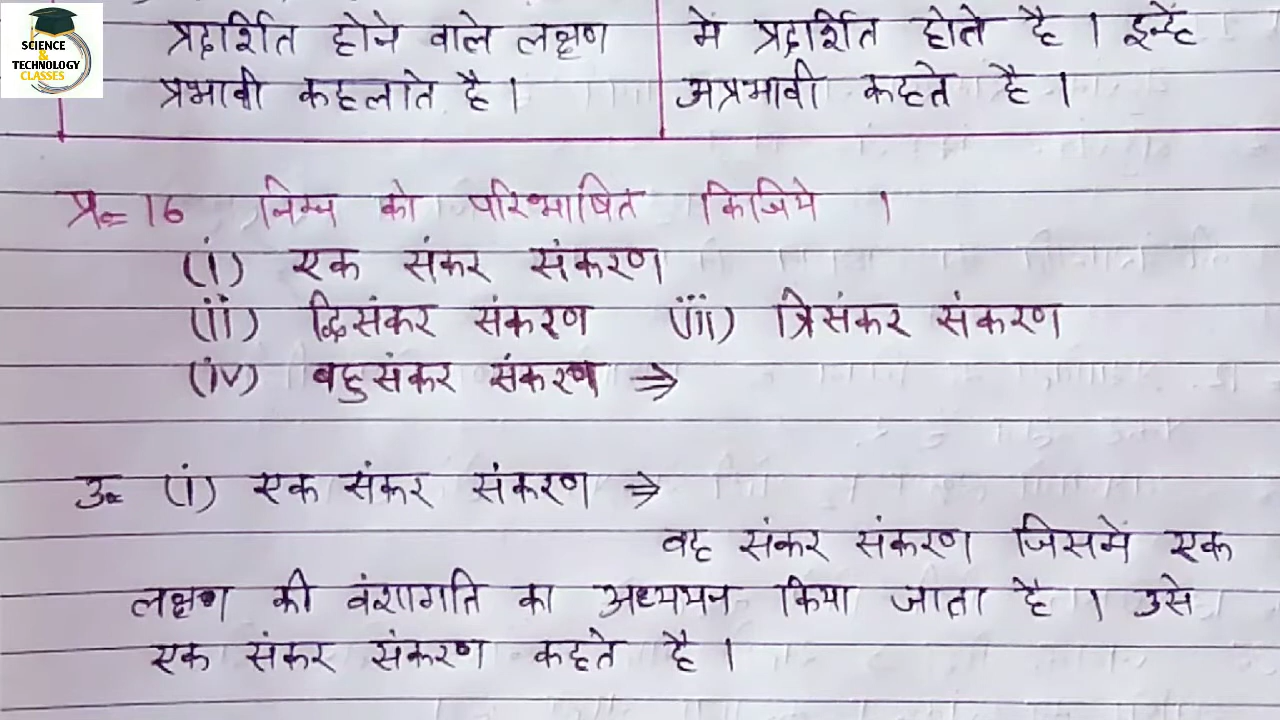 SCIENCE
&
TECHNOLOGY
CLASSES
प्रदर्शित होने वाले लक्षण
प्रभावी कहलाते है ।
में प्रदर्शित होते है । इन्हें
अप्रभावी कहते है ।
प्र॰ 16 निम्न को परिभाषित किजिये ।
(i) एक संकर संकरण
(ii) द्विसंकर संकरण (iii) त्रिसंकर संकरण
(iv) बहुसंकर संकरण ⇒
उ॰ (i) एक संकर संकरण ⇒
वह संकर संकरण जिसमें एक
लक्षण की वंशागति का अध्ययन किया जाता है । उसे
एक संकर संकरण कहते है ।